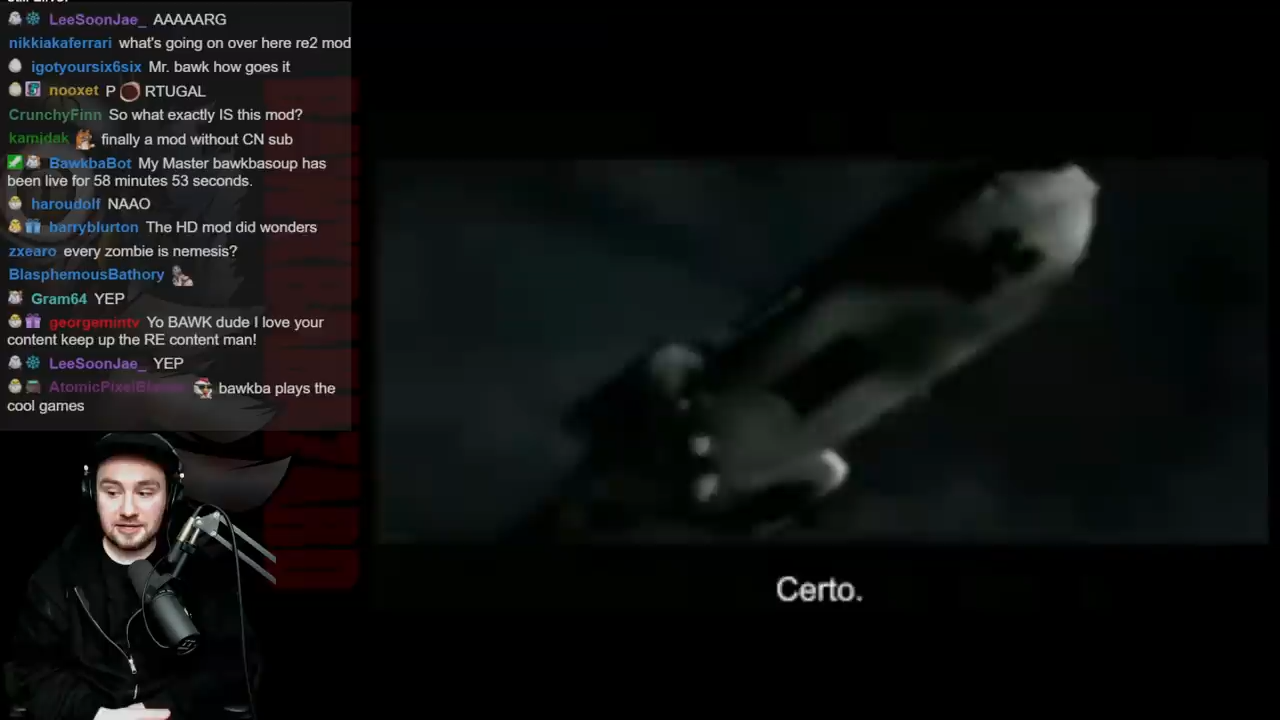 LeeSoonJae_ AAAAARG
nikkiakaferrari what's going on over here re2 mod
igotyoursix6six Mr. bawk how goes it
nooxet P RTUGAL
CrunchyFinn So what exactly IS this mod?
kamjdak finally a mod without CN sub
BawkbaBot My Master bawkbasoup has
been live for 58 minutes 53 seconds.
haroudolf NAAO
barryblurton The HD mod did wonders
zxearo every zombie is nemesis?
BlasphemousBathory
Gram64 YEP
georgemintv Yo BAWK dude I love your
content keep up the RE content man!
LeeSoonJae_ YEP
bawkba plays the
cool games
Certo.